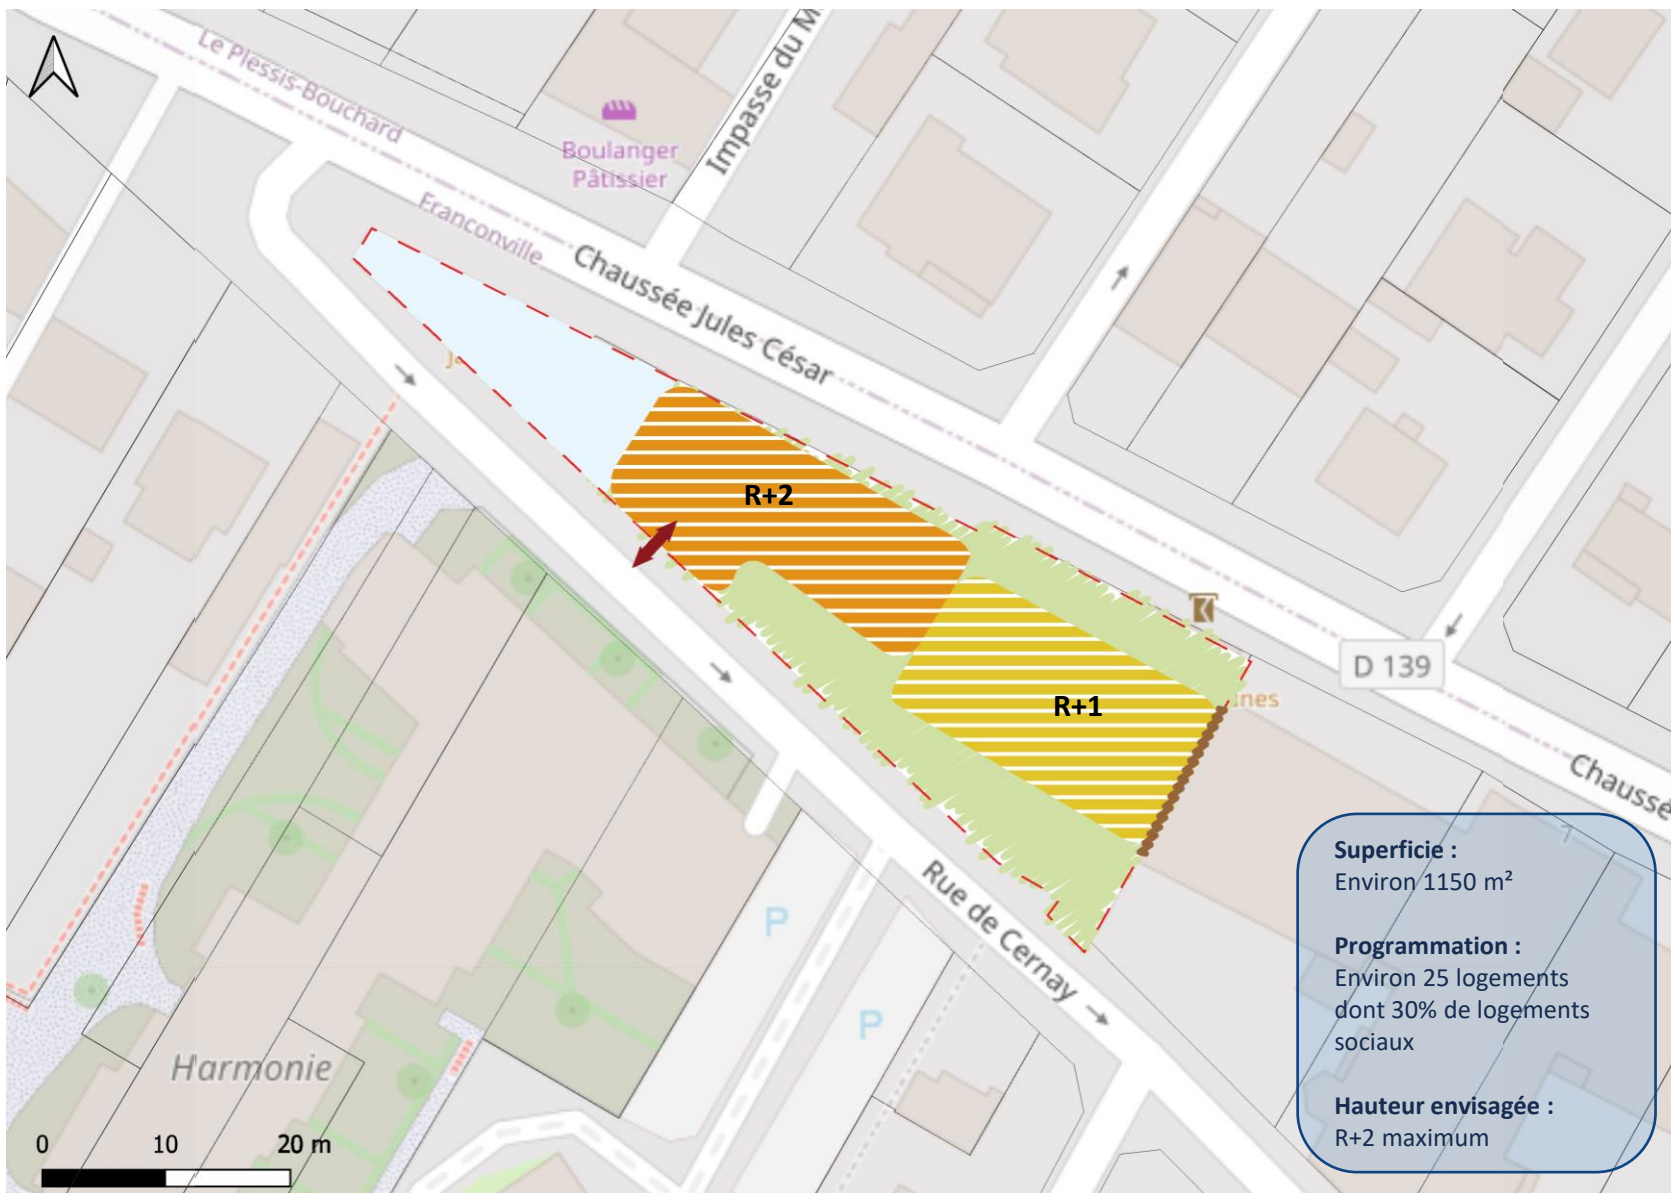 Le Plessis-Bouchard
Impasse du M
Boulanger
Pâtissier
Franconville
Chaussée Jules César
R+2
D 139
nes
R+1
Chaussé
Superficie :
Environ 1150 m²
Programmation :
Environ 25 logements
dont 30% de logements
sociaux
Hauteur envisagée :
R+2 maximum
Rue de Cernay
P
P
Harmonie
0 10 20 m